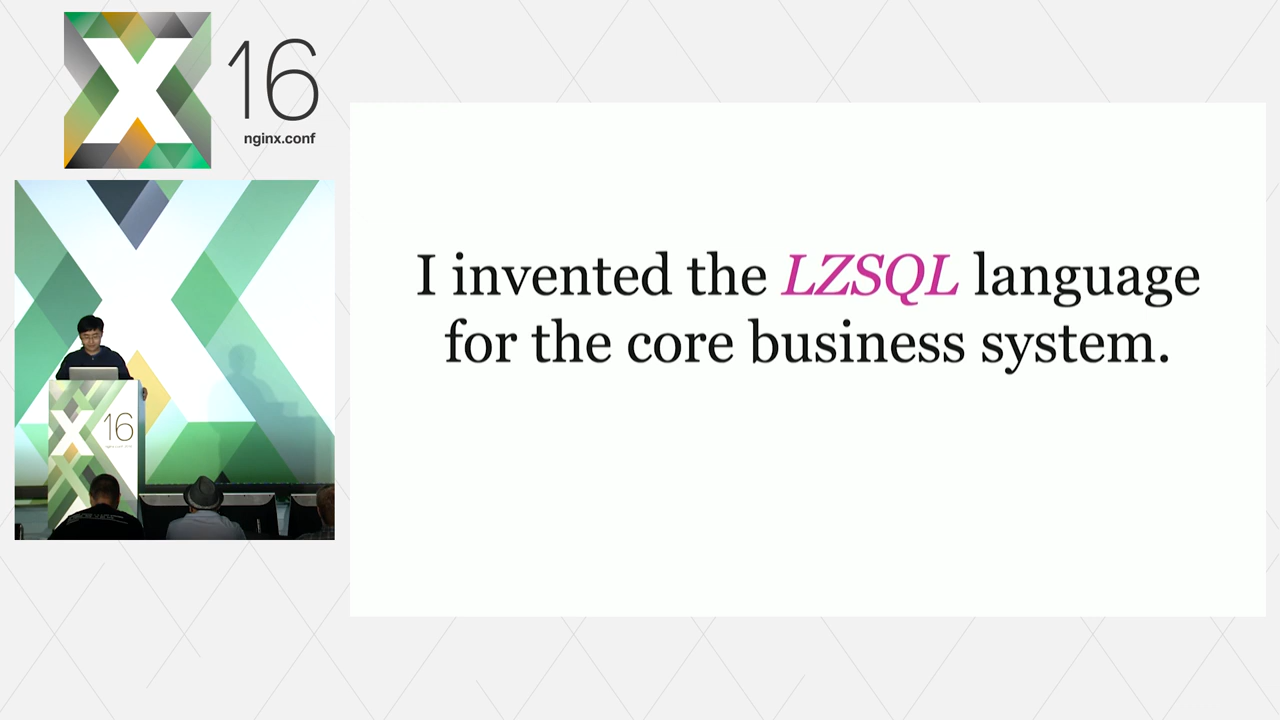 16
nginx.conf
I invented the LZSQL language
for the core business system.
16